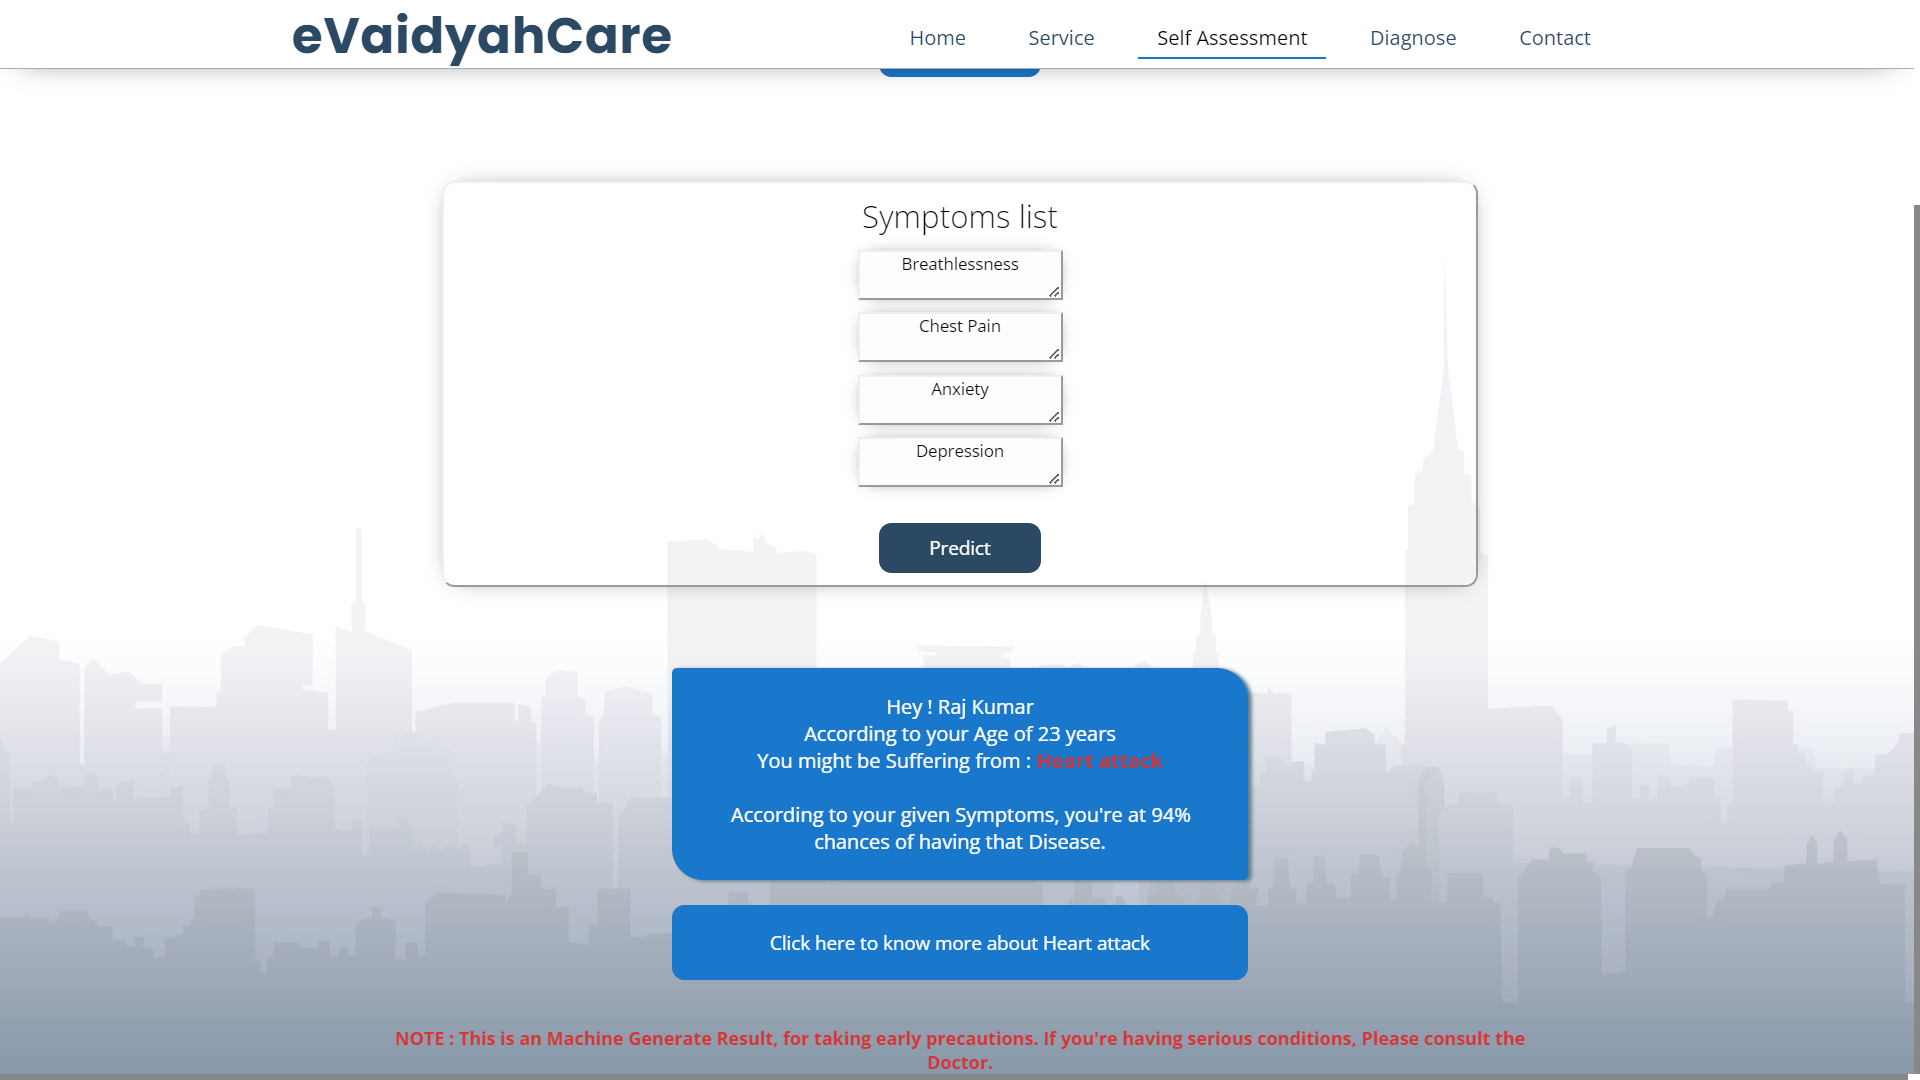 eVaidyahCare
Home
Service
Self Assessment
Diagnose
Contact
Symptoms list
Breathlessness
Chest Pain
Anxiety
Depression
Predict
Hey ! Raj Kumar
According to your Age of 23 years
You might be Suffering from : Heart attack
According to your given Symptoms, you're at 94%
chances of having that Disease.
Click here to know more about Heart attack
NOTE : This is an Machine Generate Result, for taking early precautions. If you're having serious conditions, Please consult the
Doctor.